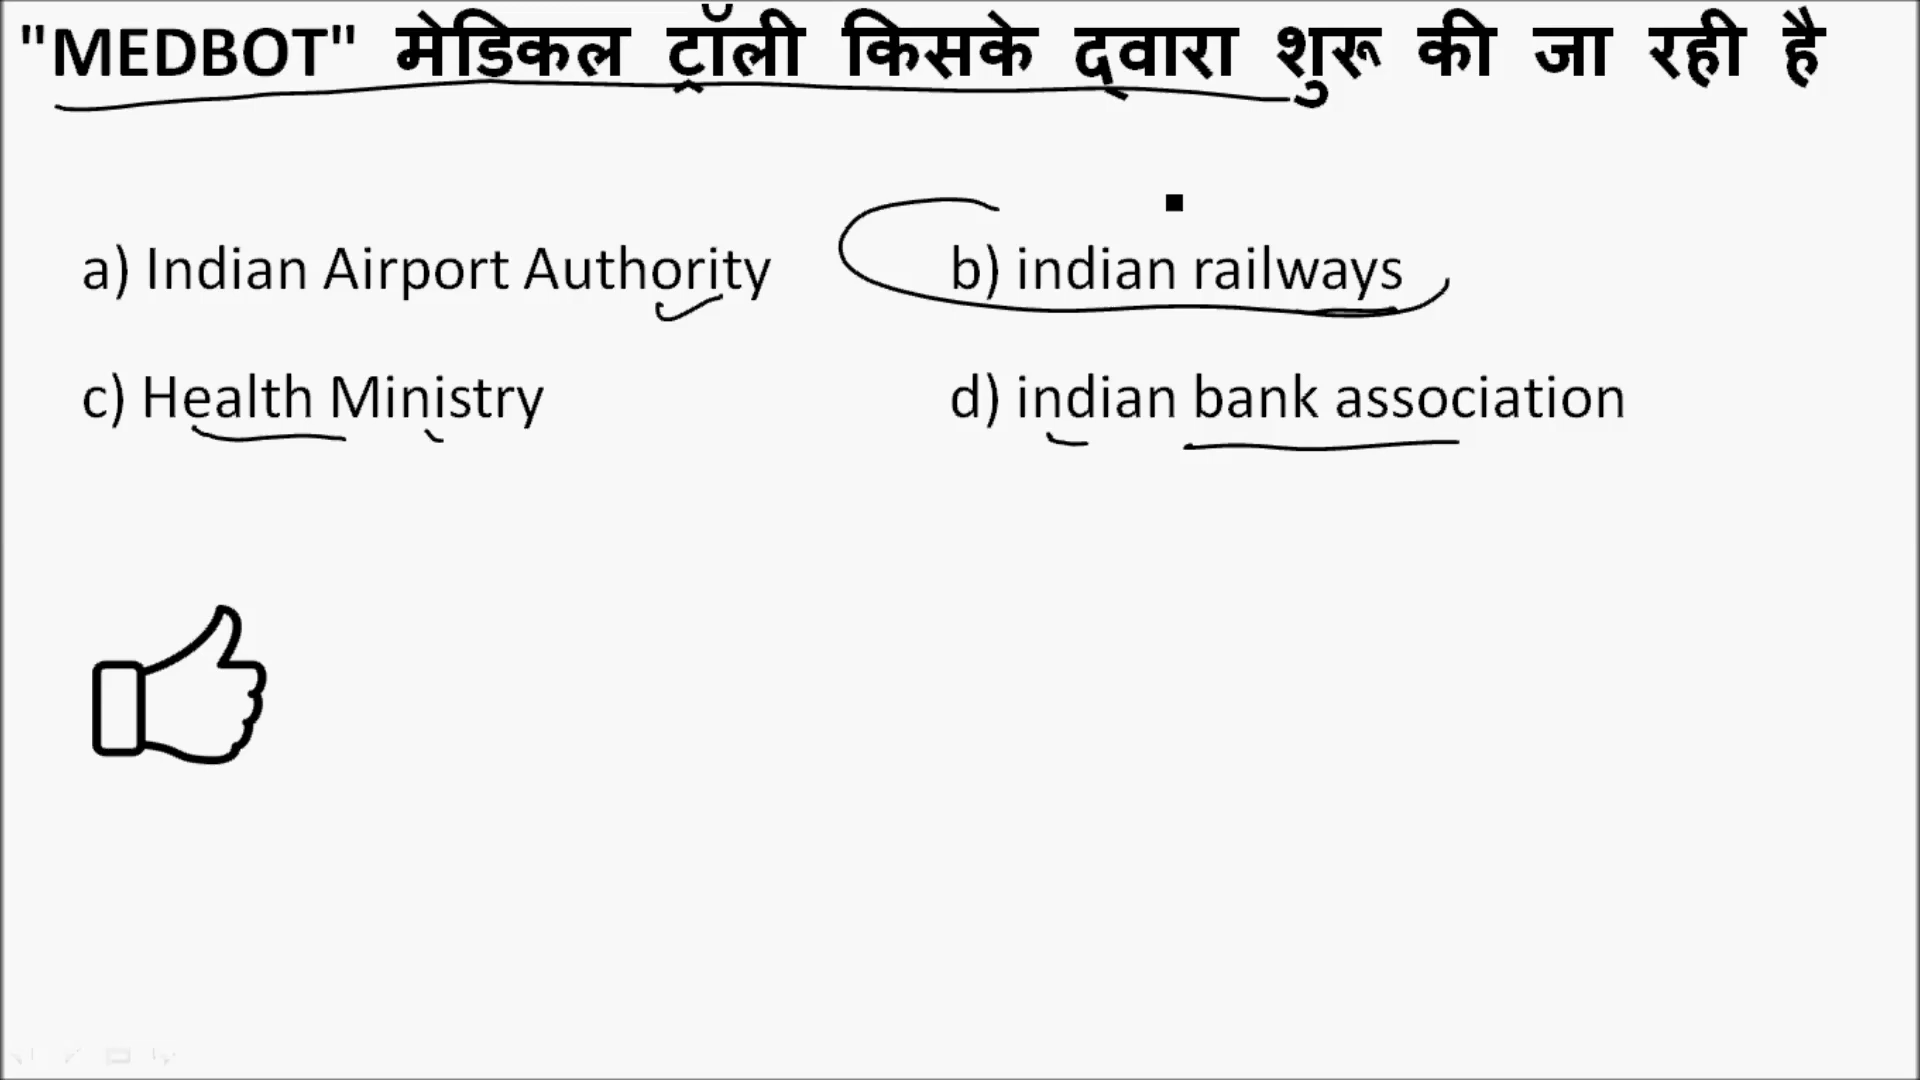 "MEDBOT" मेडिकल ट्रॉली किसके द्वारा शुरू की जा रही है
a) Indian Airport Authority b) indian railways
c) Health Ministry d) indian bank association